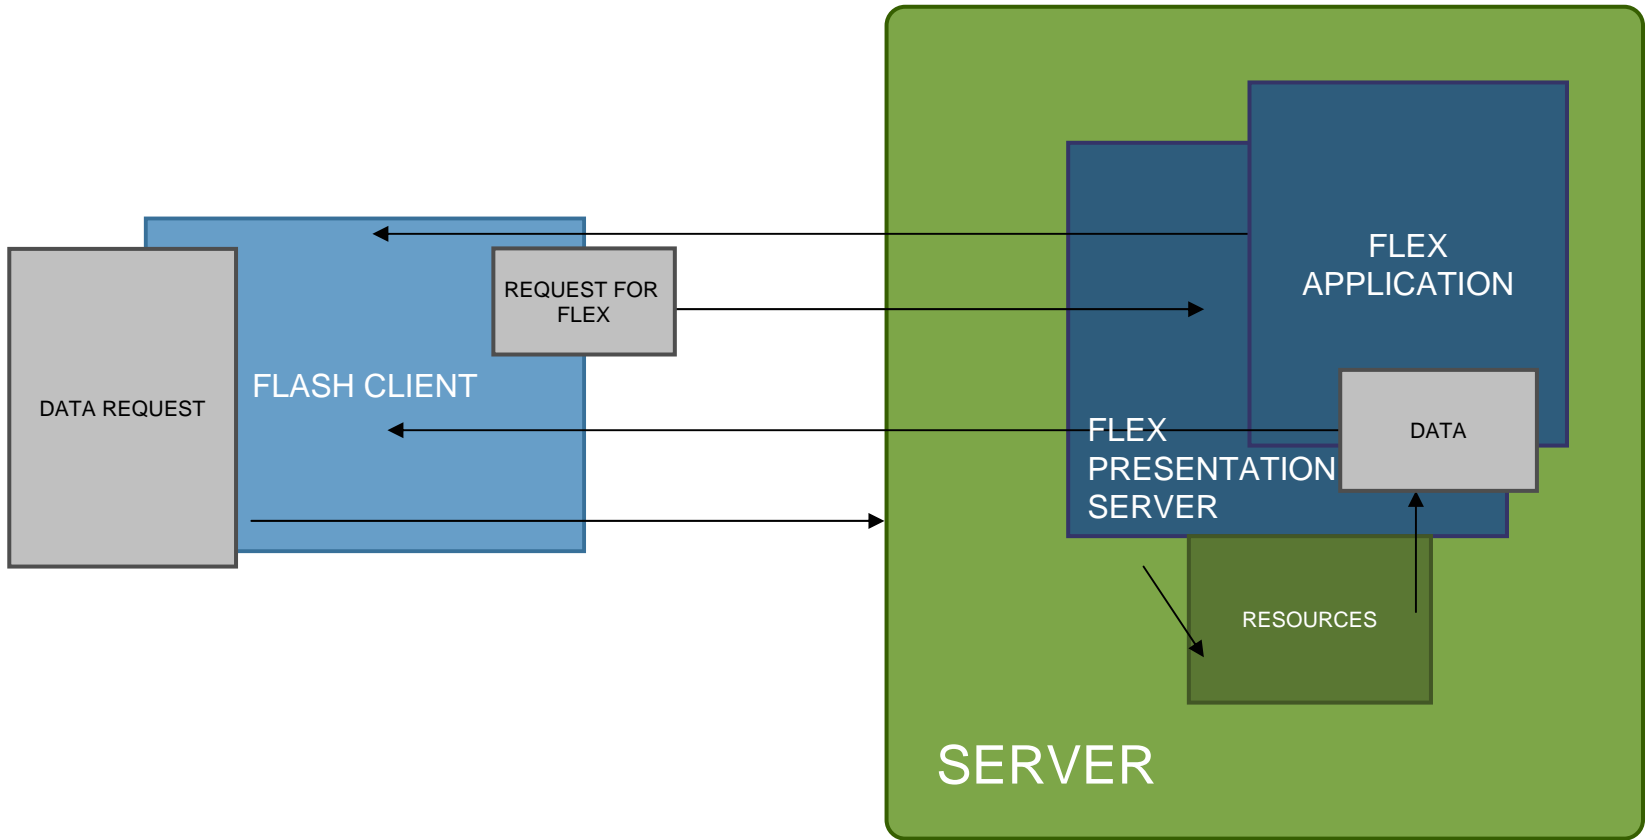 FLEX
APPLICATION
REQUEST FOR
FLEX
FLASH CLIENT
DATA REQUEST
DATA
FLEX
PRESENTATION
SERVER
RESOURCES
SERVER